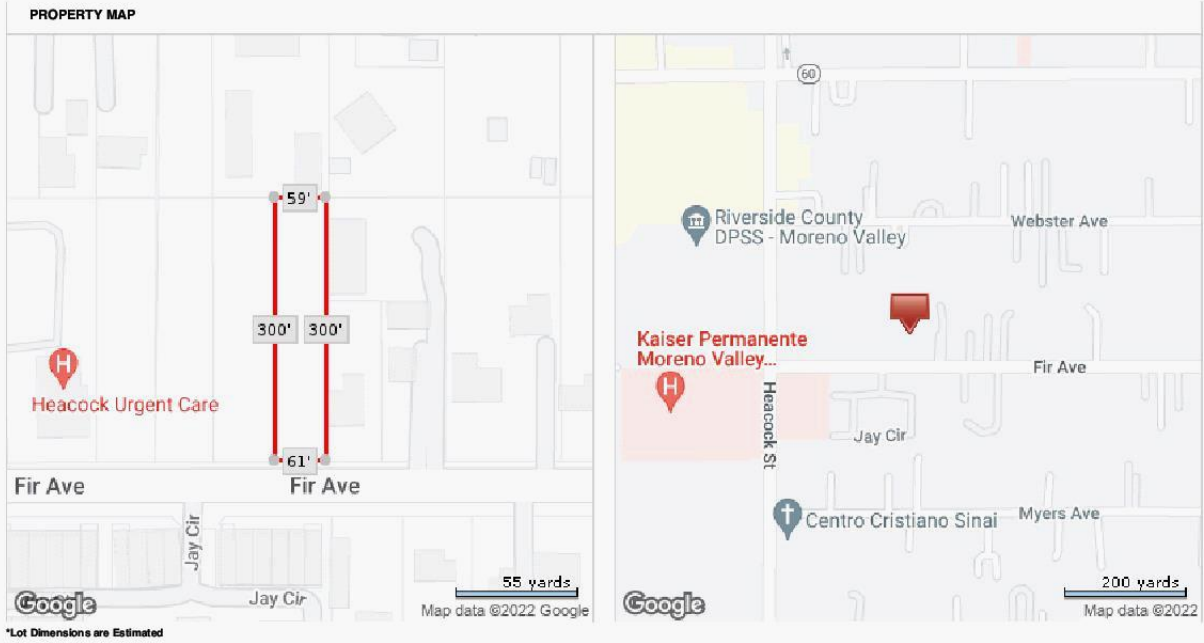 PROPERTY MAP
59'
300'
300'
Heacock Urgent Care
61'
Fir Ave
Fir Ave
Jay Cir
Jay Cir
55 yards
Google
Map data ©2022 Google
60
Riverside County
DPSS - Moreno Valley
Webster Ave
Kaiser Permanente
Moreno Valley...
H
H
Fir Ave
Heacock St
Jay Cir
Centro Cristiano Sinai
Myers Ave
200 yards
Google
Map data ©2022
*Lot Dimensions are Estimated